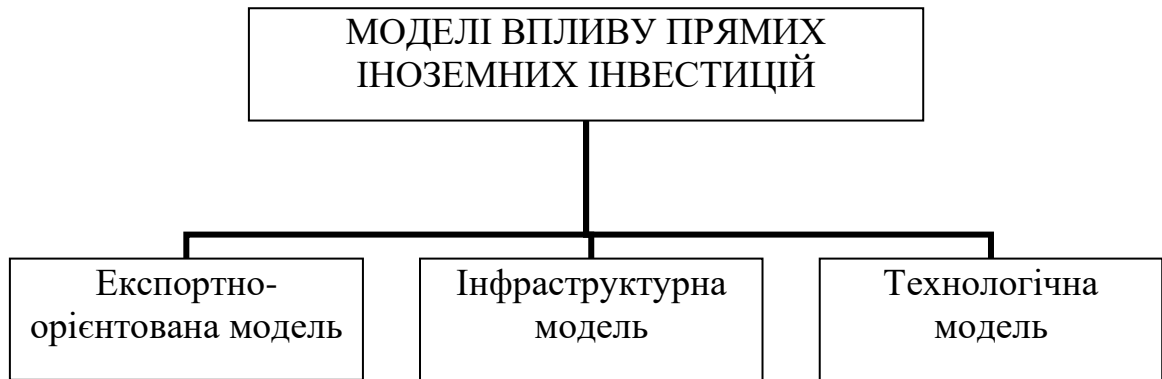 МОДЕЛІ ВПЛИВУ ПРЯМИХ
ІНОЗЕМНИХ ІНВЕСТИЦІЙ
Експортно-
орієнтована модель
Інфраструктурна
модель
Технологічна
модель